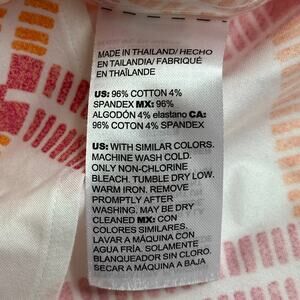 MADE IN THAILAND/ HECHO
EN TAILANDIA/ FABRIQUÉ
EN THAÏLANDE
US: 96% COTTON 4%
SPANDEX MX: 96%
ALGODÓN 4% elastano CA:
96% COTON 4% SPANDEX
US: WITH SIMILAR COLORS.
MACHINE WASH COLD.
ONLY NON-CHLORINE
BLEACH. TUMBLE DRY LOW.
WARM IRON. REMOVE
PROMPTLY AFTER
WASHING. MAY BE DRY
CLEANED MX: CON
COLORES SIMILARES.
LAVAR A MÁQUINA CON
AGUA FRÍA. SOLAMENTE
BLANQUEADOR SIN CLORO.
SECAR A MÁQUINA A BAJA